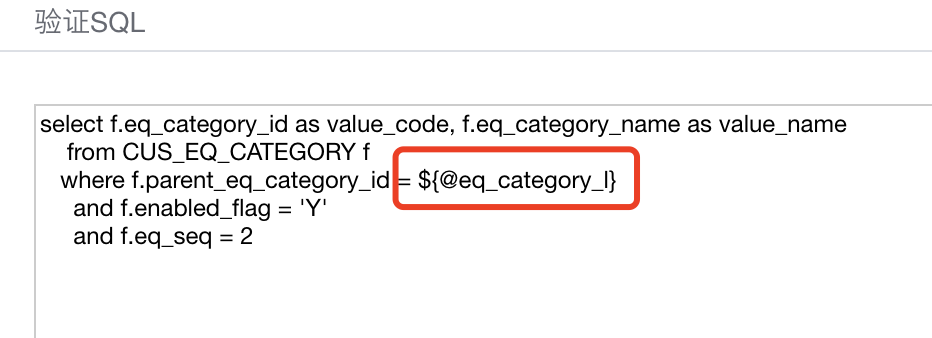 验证SQL
select f.eq_category_id as value_code, f.eq_category_name as value_name
from CUS_EQ_CATEGORY f
where f.parent_eq_category_id = ${@eq_category_l}
and f.enabled_flag = 'Y'
and f.eq_seq = 2